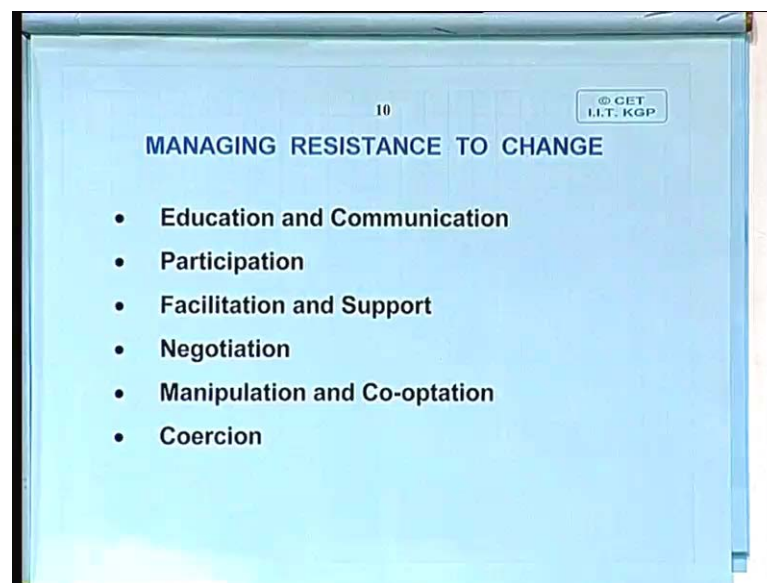 10
© CET
I.I.T. KGP
MANAGING RESISTANCE TO CHANGE
• Education and Communication
• Participation
• Facilitation and Support
• Negotiation
• Manipulation and Co-optation
• Coercion